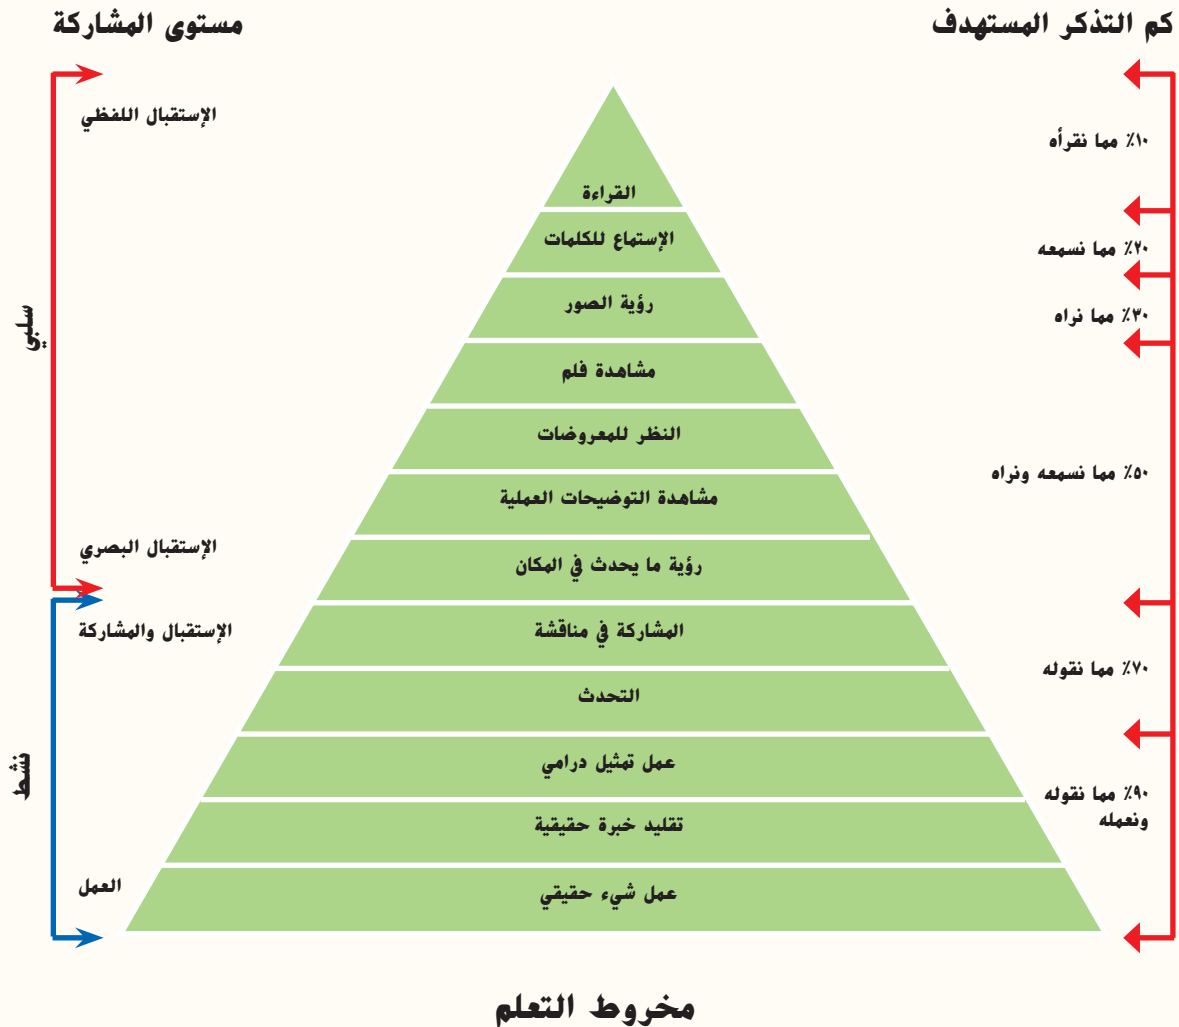 كم التذكر المستهدف
مستوى المشاركة
١٠٪ مما نقرأه
٢٠٪ مما نسمعه
٣٠٪ مما نراه
٥٠٪ مما نسمعه ونراه
٧٠٪ مما نقوله
٩٠٪ مما نقوله
ونعمله
القراءة
الإستماع للكلمات
رؤية الصور
مشاهدة فلم
النظر للمعروضات
مشاهدة التوضيحات العملية
رؤية ما يحدث في المكان
المشاركة في مناقشة
التحدث
عمل تمثيل درامي
تقليد خبرة حقيقية
عمل شيء حقيقي
الإستقبال اللفظي
الإستقبال البصري
الإستقبال والمشاركة
العمل
سلبي
نشط
مخروط التعلم